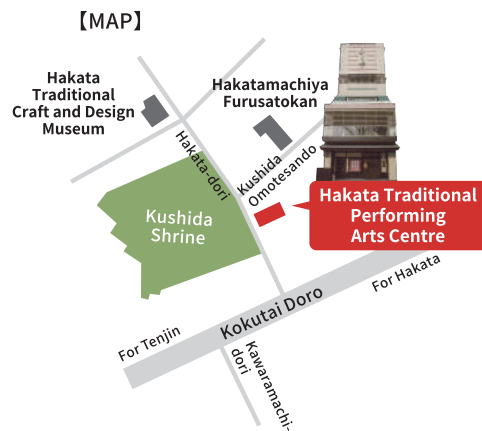 【MAP】
Hakata
Traditional
Craft and Design
Museum
Hakatamachiya
Furusatokan
Hakata-dori
Kushida
Omotesando
Kushida
Shrine
Hakata Traditional
Performing
Arts Centre
For Hakata
Kokutai Doro
For Tenjin
Kawaramachi-
dori